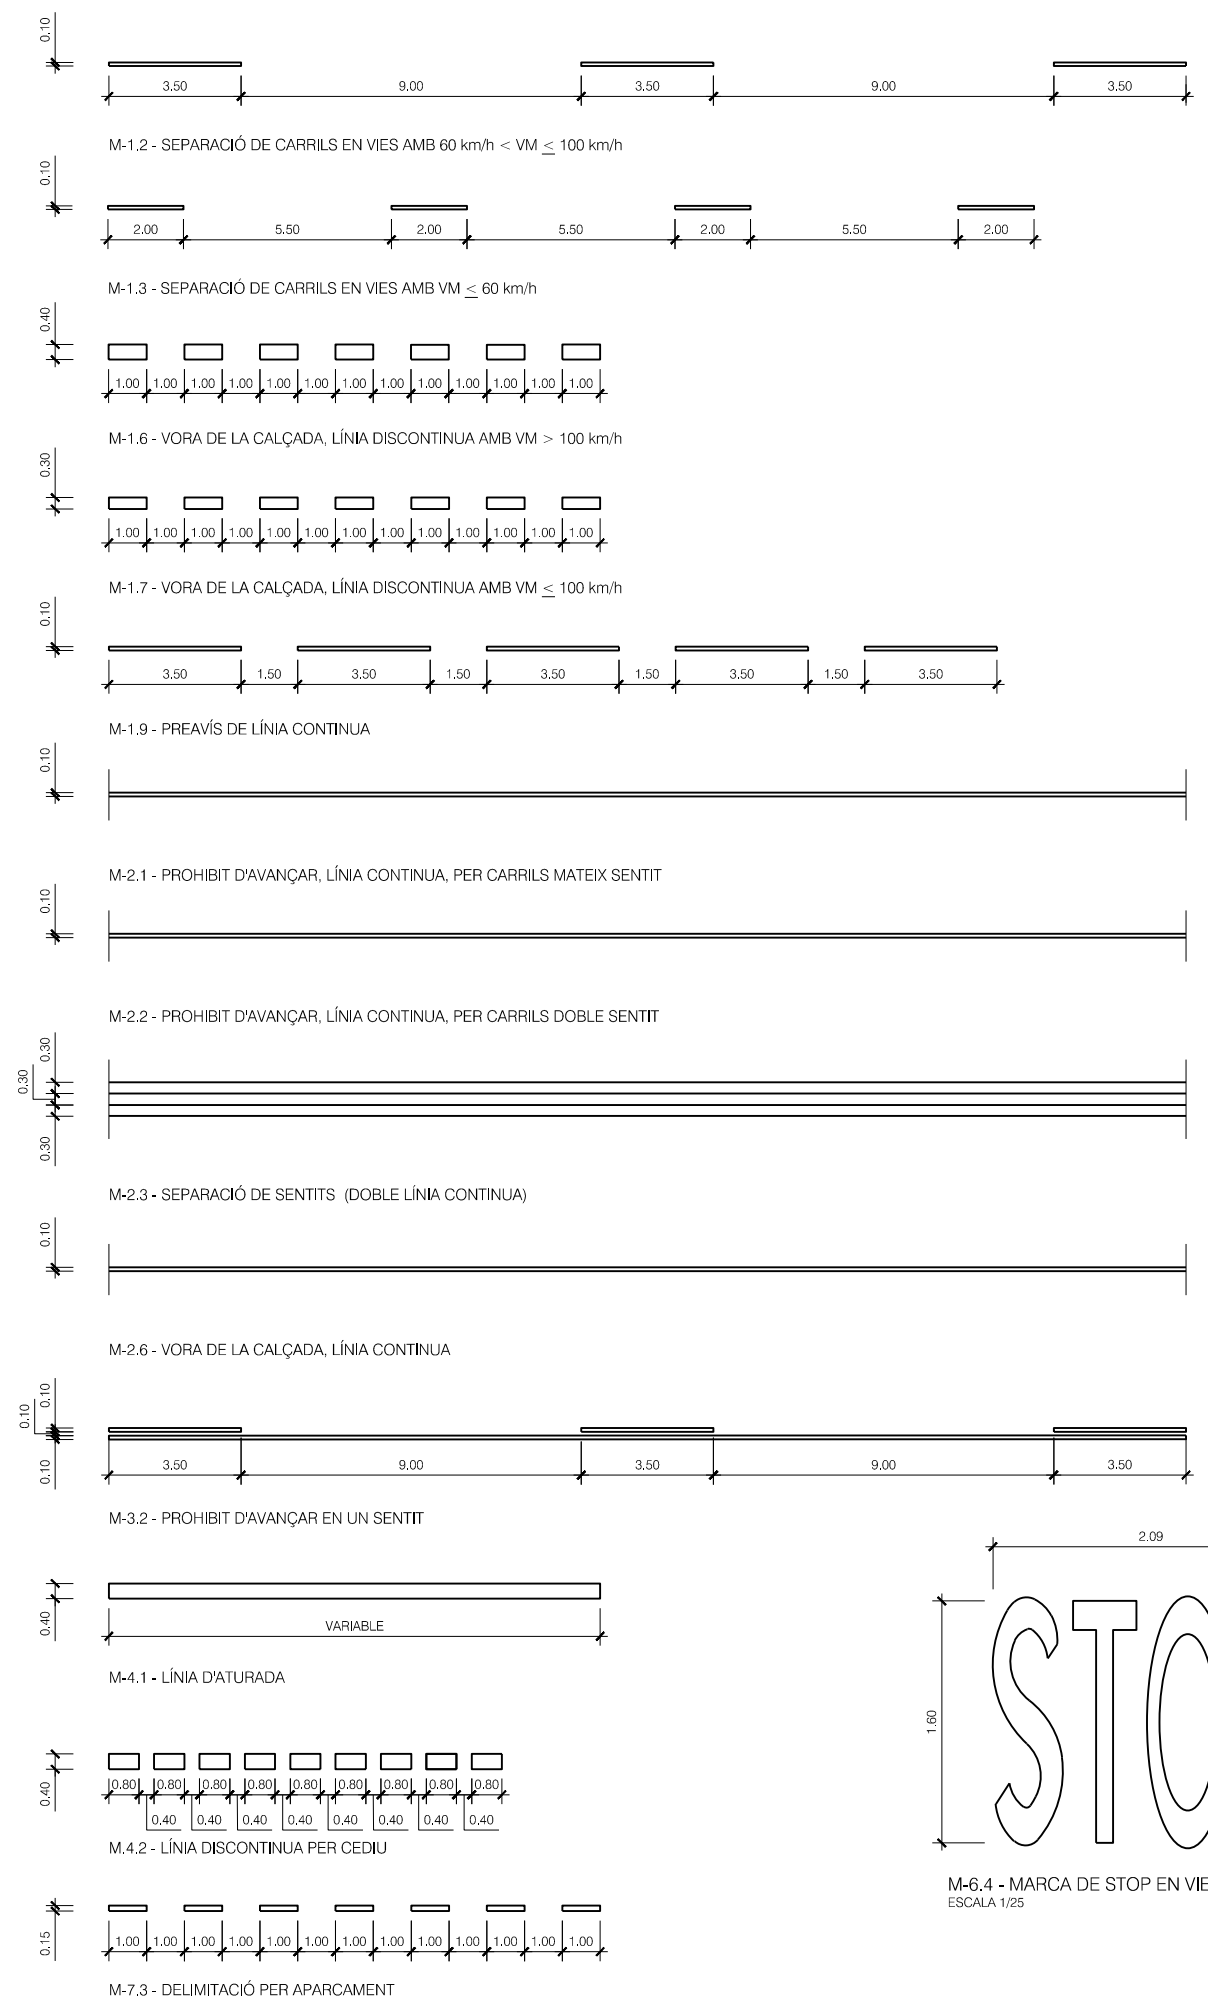 0.10
3.50 9.00 3.50 9.00 3.50
M-1.2 - SEPARACIÓ DE CARRILS EN VIES AMB 60 km/h < VM ≤ 100 km/h
0.10
2.00 5.50 2.00 5.50 2.00 5.50 2.00
M-1.3 - SEPARACIÓ DE CARRILS EN VIES AMB VM ≤ 60 km/h
0.40
1.00 1.00 1.00 1.00 1.00 1.00 1.00 1.00 1.00 1.00 1.00 1.00 1.00
M-1.6 - VORA DE LA CALÇADA, LÍNIA DISCONTINUA AMB VM > 100 km/h
0.30
1.00 1.00 1.00 1.00 1.00 1.00 1.00 1.00 1.00 1.00 1.00 1.00 1.00
M-1.7 - VORA DE LA CALÇADA, LÍNIA DISCONTINUA AMB VM ≤ 100 km/h
0.10
3.50 1.50 3.50 1.50 3.50 1.50 3.50 1.50 3.50
M-1.9 - PREAVÍS DE LÍNIA CONTINUA
0.10
M-2.1 - PROHIBIT D'AVANÇAR, LÍNIA CONTINUA, PER CARRILS MATEIX SENTIT
0.10
M-2.2 - PROHIBIT D'AVANÇAR, LÍNIA CONTINUA, PER CARRILS DOBLE SENTIT
0.30
0.30
0.30
M-2.3 - SEPARACIÓ DE SENTITS (DOBLE LÍNIA CONTINUA)
0.10
M-2.6 - VORA DE LA CALÇADA, LÍNIA CONTINUA
0.10
0.10
0.10
3.50 9.00 3.50 9.00 3.50
M-3.2 - PROHIBIT D'AVANÇAR EN UN SENTIT
0.40
VARIABLE
M-4.1 - LÍNIA D'ATURADA
0.40
0.80 0.80 0.80 0.80 0.80 0.80 0.80 0.80 0.80
0.40 0.40 0.40 0.40 0.40 0.40 0.40 0.40
M.4.2 - LÍNIA DISCONTINUA PER CEDIU
0.15
1.00 1.00 1.00 1.00 1.00 1.00 1.00 1.00 1.00 1.00 1.00 1.00 1.00
M-7.3 - DELIMITACIÓ PER APARCAMENT
2.09
1.60
STO
M-6.4 - MARCA DE STOP EN VIE
ESCALA 1/25